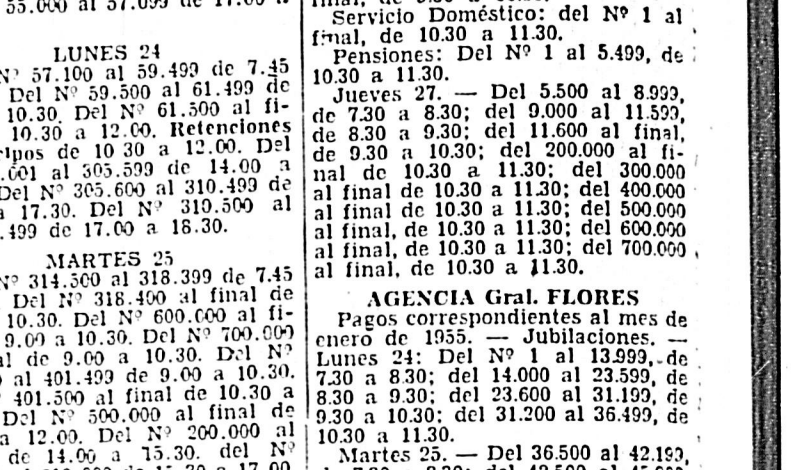 55.000 al 57.099 de 17.00 a
LUNES 24
Nº 57.100 al 59.499 de 7.45
Del Nº 59.500 al 61.499 de
10.30. Del Nº 61.500 al fi-
10.30 a 12.00. Retenciones
ipos de 10 30 a 12.00. Del
.001 al 305.599 de 14.00 a
Del Nº 305.600 al 310.499 de
a 17.30. Del Nº 310.500 al
.499 de 17.00 a 18.30.
MARTES 25
Nº 314.500 al 318.399 de 7.45
Del Nº 318.400 al final de
10.30. Del Nº 600.000 al fi-
9.00 a 10.30. Del Nº 700.000
al de 9.00 a 10.30. Del Nº
al 401.499 de 9.00 a 10.30.
401.500 al final de 10.30 a
Del Nº 500.000 al final de
a 12.00. Del Nº 200.000 al
de 14.00 a 15.30. del Nº
Servicio Doméstico: del Nº 1 al
final, de 10.30 a 11.30.
Pensiones: Del Nº 1 al 5.499, de
10.30 a 11.30.
Jueves 27. — Del 5.500 al 8.999,
de 7.30 a 8.30; del 9.000 al 11.599,
de 8.30 a 9.30; del 11.600 al final,
de 9.30 a 10.30; del 200.000 al fi-
nal de 10.30 a 11.30; del 300.000
al final de 10.30 a 11.30; del 400.000
al final de 10.30 a 11.30; del 500.000
al final de 10.30 a 11.30; del 600.000
al final, de 10.30 a 11.30; del 700.000
al final, de 10.30 a 11.30.
AGENCIA Gral. FLORES
Pagos correspondientes al mes de
enero de 1955. — Jubilaciones. —
Lunes 24: Del Nº 1 al 13.999, de
7.30 a 8.30; del 14.000 al 23.599, de
8.30 a 9.30; del 23.600 al 31.199, de
9.30 a 10.30; del 31.200 al 36.499, de
10.30 a 11.30.
Martes 25. — Del 36.500 al 42.199,